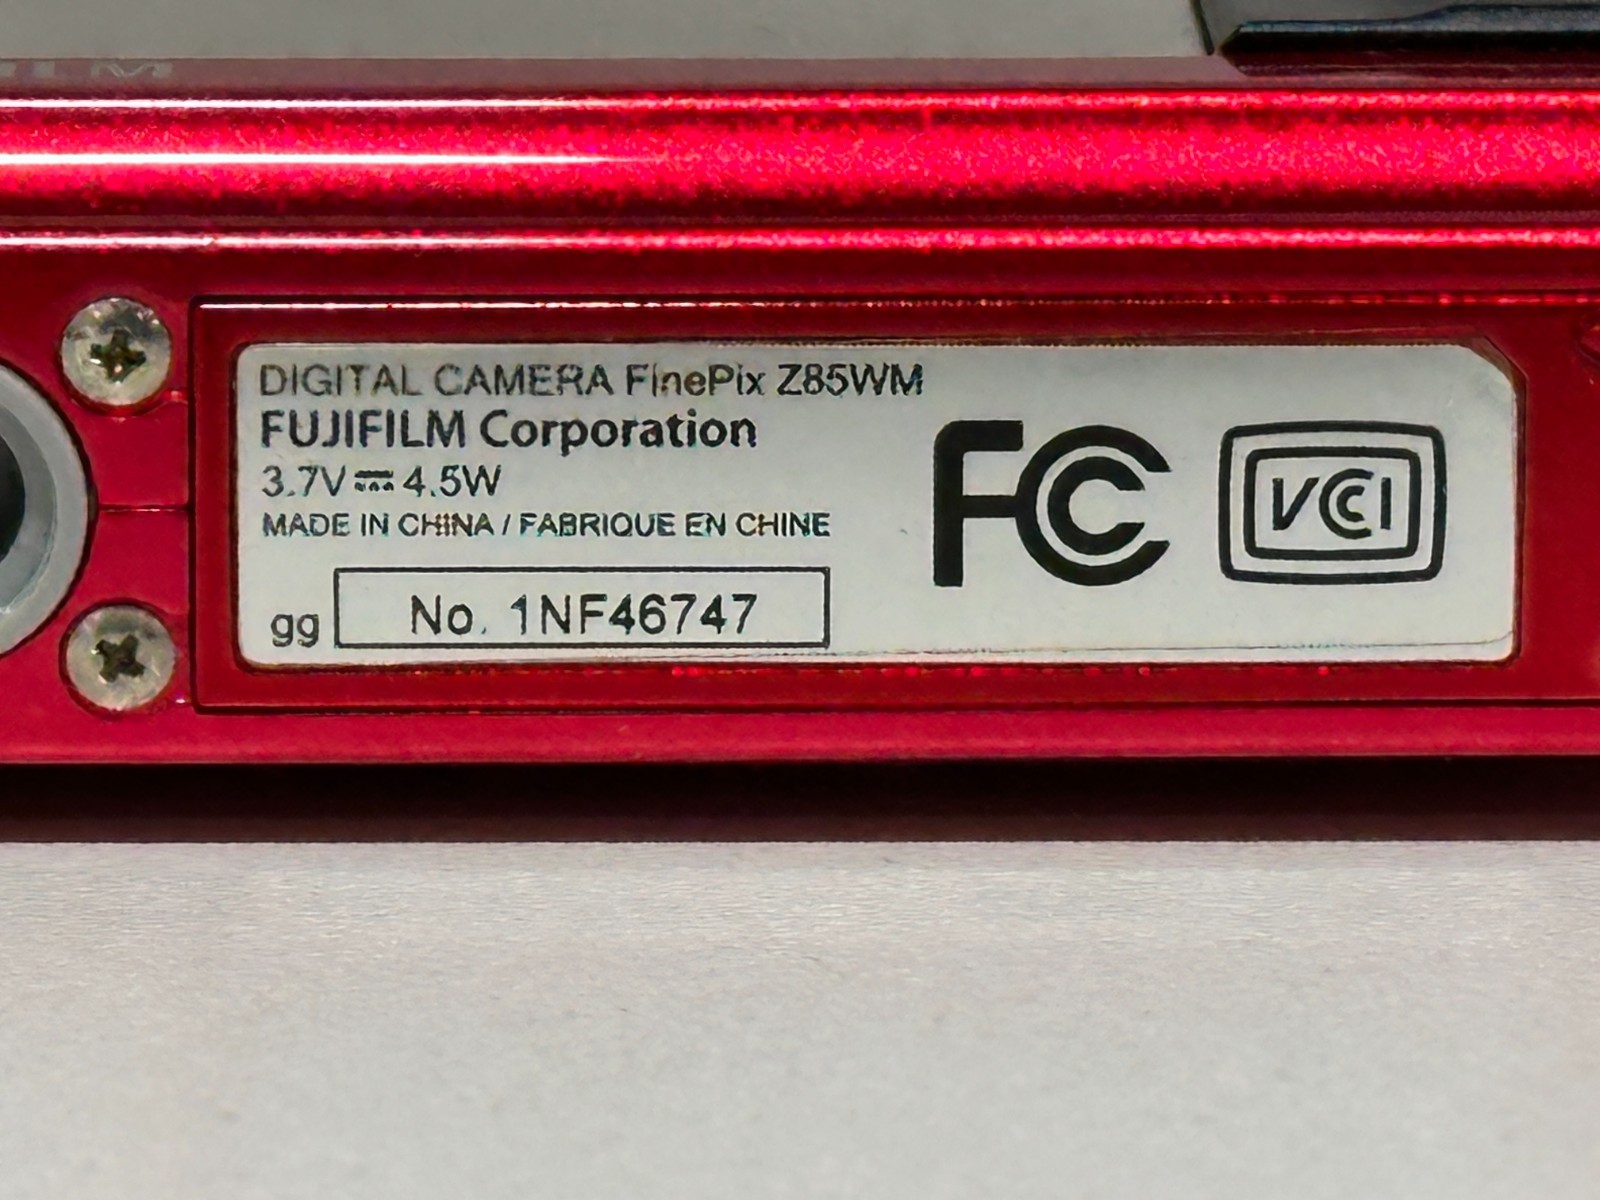 DIGITAL CAMERA FinePix Z85WM
FUJIFILM Corporation
3.7V⎓4.5W
MADE IN CHINA / FABRIQUE EN CHINE
gg No. 1NF46747
FC
VCCI